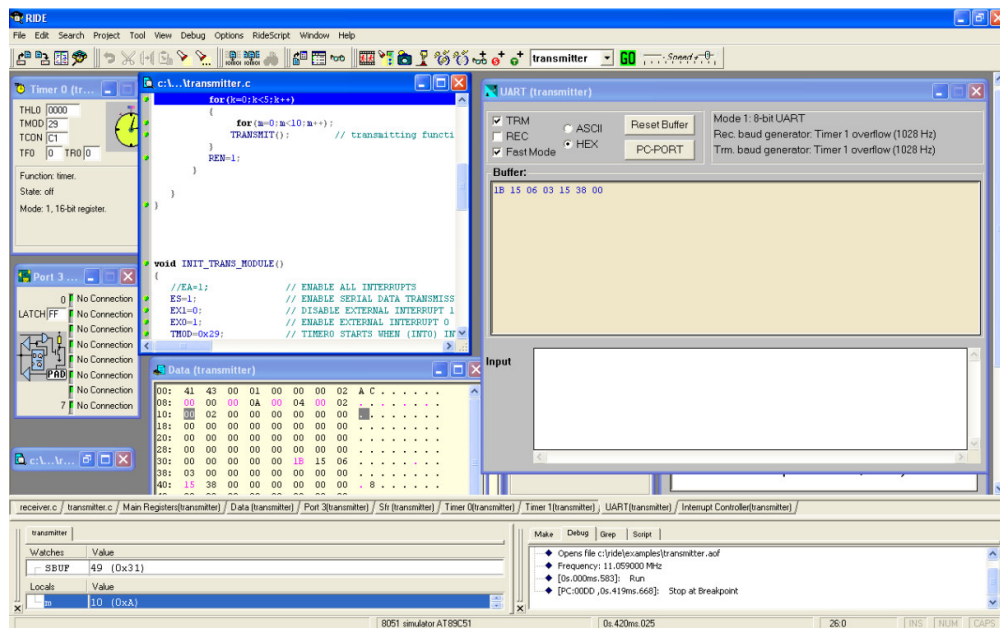 RIDE
File Edit Search Project Tool View Debug Options RideScript Window Help
transmitter GO Speed
Timer 0 (tr...
THL0 0000
TMOD 29
TCON C1
TF0 0 TR0 0
Function: timer.
State: off
Mode: 1, 16-bit register.
c:\...\transmitter.c
for(k=0;k<5;k++)
{
for(m=0;m<10;m++);
TRANSMIT(); // transmitting functi
}
REN=1;
}
}
}
void INIT_TRANS_MODULE()
{
//EA=1; // ENABLE ALL INTERRUPTS
ES=1; // ENABLE SERIAL DATA TRANSMISS
EX1=0; // DISABLE EXTERNAL INTERRUPT 1
EX0=1; // ENABLE EXTERNAL INTERRUPT 0
TMOD=0x29; // TIMER0 STARTS WHEN (INT0) IN
UART (transmitter)
TRM
REC
Fast Mode
ASCII
HEX
Reset Buffer
PC-PORT
Mode 1: 8-bit UART
Rec. baud generator: Timer 1 overflow (1028 Hz)
Trm. baud generator: Timer 1 overflow (1028 Hz)
Buffer:
1B 15 06 03 15 38 00
Input
Port 3 ...
0 No Connection
LATCH FF No Connection
No Connection
No Connection
No Connection
PAD No Connection
No Connection
7 No Connection
c:\...\r...
Data (transmitter)
00: 41 43 00 01 00 00 00 02 A C . . . . . .
08: 00 00 00 0A 00 04 00 02 . . . . . . . .
10: 00 02 00 00 00 00 00 00 . . . . . . . .
18: 00 00 00 00 00 00 00 00 . . . . . . . .
20: 00 00 00 00 00 00 00 00 . . . . . . . .
28: 00 00 00 00 00 00 00 00 . . . . . . . .
30: 00 00 00 00 00 1B 15 06 . . . . . . . .
38: 03 00 00 00 00 00 00 00 . . . . . . . .
40: 15 38 00 00 00 00 00 00 . 8 . . . . . .
receiver.c / transmitter.c / Main Registers(transmitter) / Data (transmitter) / Port 3(transmitter) / Sfr (transmitter) / Timer 0(transmitter) / Timer 1(transmitter) / UART(transmitter) / Interrupt Controller(transmitter) /
transmitter
Watches Value
SBUF 49 (0x31)
Locals Value
m 10 (0xA)
Make Debug Grep Script
Opens file c:\ride\examples\transmitter.aof
Frequency: 11.059000 MHz
[0s.000ms.583]: Run
[PC:00DD ,0s.419ms.668]: Stop at Breakpoint
8051 simulator AT89C51 0s.420ms.025 26:0 INS NUM CAPS